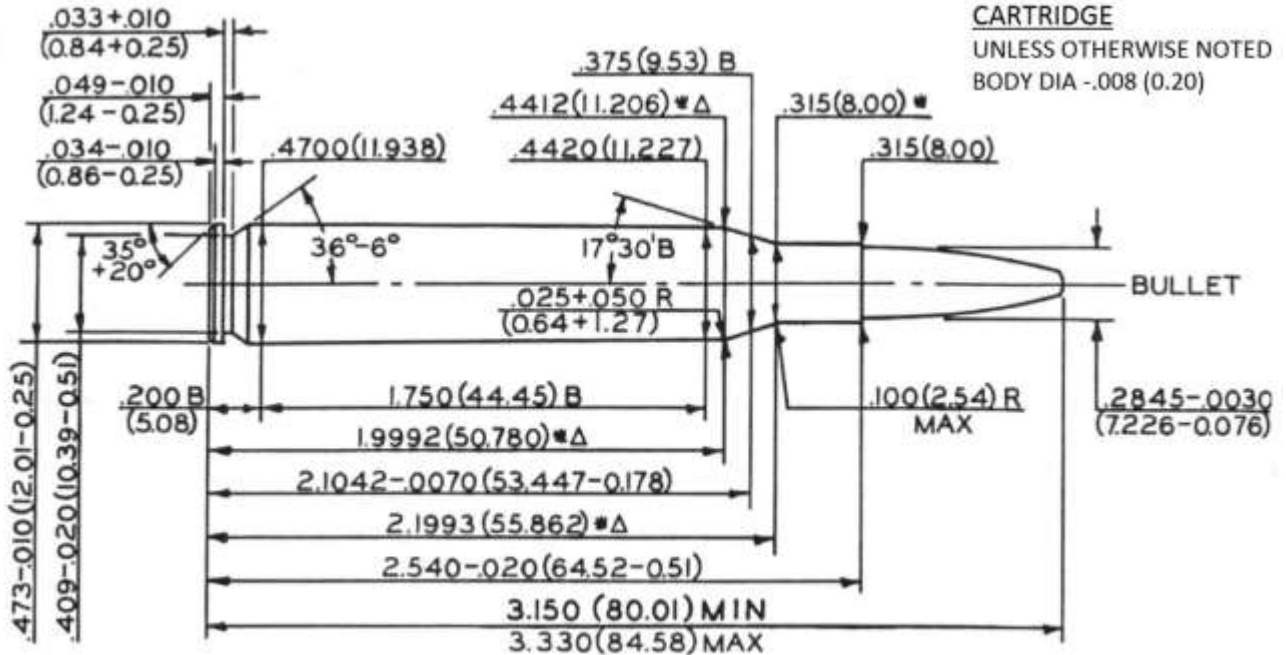 CARTRIDGE
UNLESS OTHERWISE NOTED
BODY DIA -.008 (0.20)
.033+.010
(0.84+0.25)
.049-.010
(1.24-0.25)
.034-.010
(0.86-0.25)
.375(9.53) B
.4412(11.206)*Δ
.315(8.00)*
.4700(11.938)
.4420(11.227)
.315(8.00)
35°
+20°
36°-6°
17°30'B
.025+.050 R
(0.64+1.27)
BULLET
.473-.010(12.01-0.25)
.409-.020(10.39-0.51)
.200 B
(5.08)
1.750(44.45) B
.100(2.54) R
MAX
.2845-.0030
(7.226-0.076)
1.9992(50.780)*Δ
2.1042-.0070(53.447-0.178)
2.1993(55.862)*Δ
2.540-.020(64.52-0.51)
3.150 (80.01) MIN
3.330(84.58) MAX